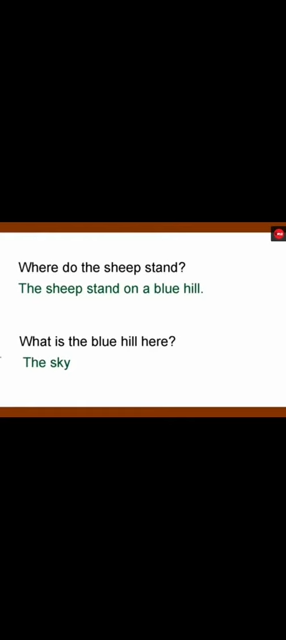 Where do the sheep stand?
The sheep stand on a blue hill.
What is the blue hill here?
The sky